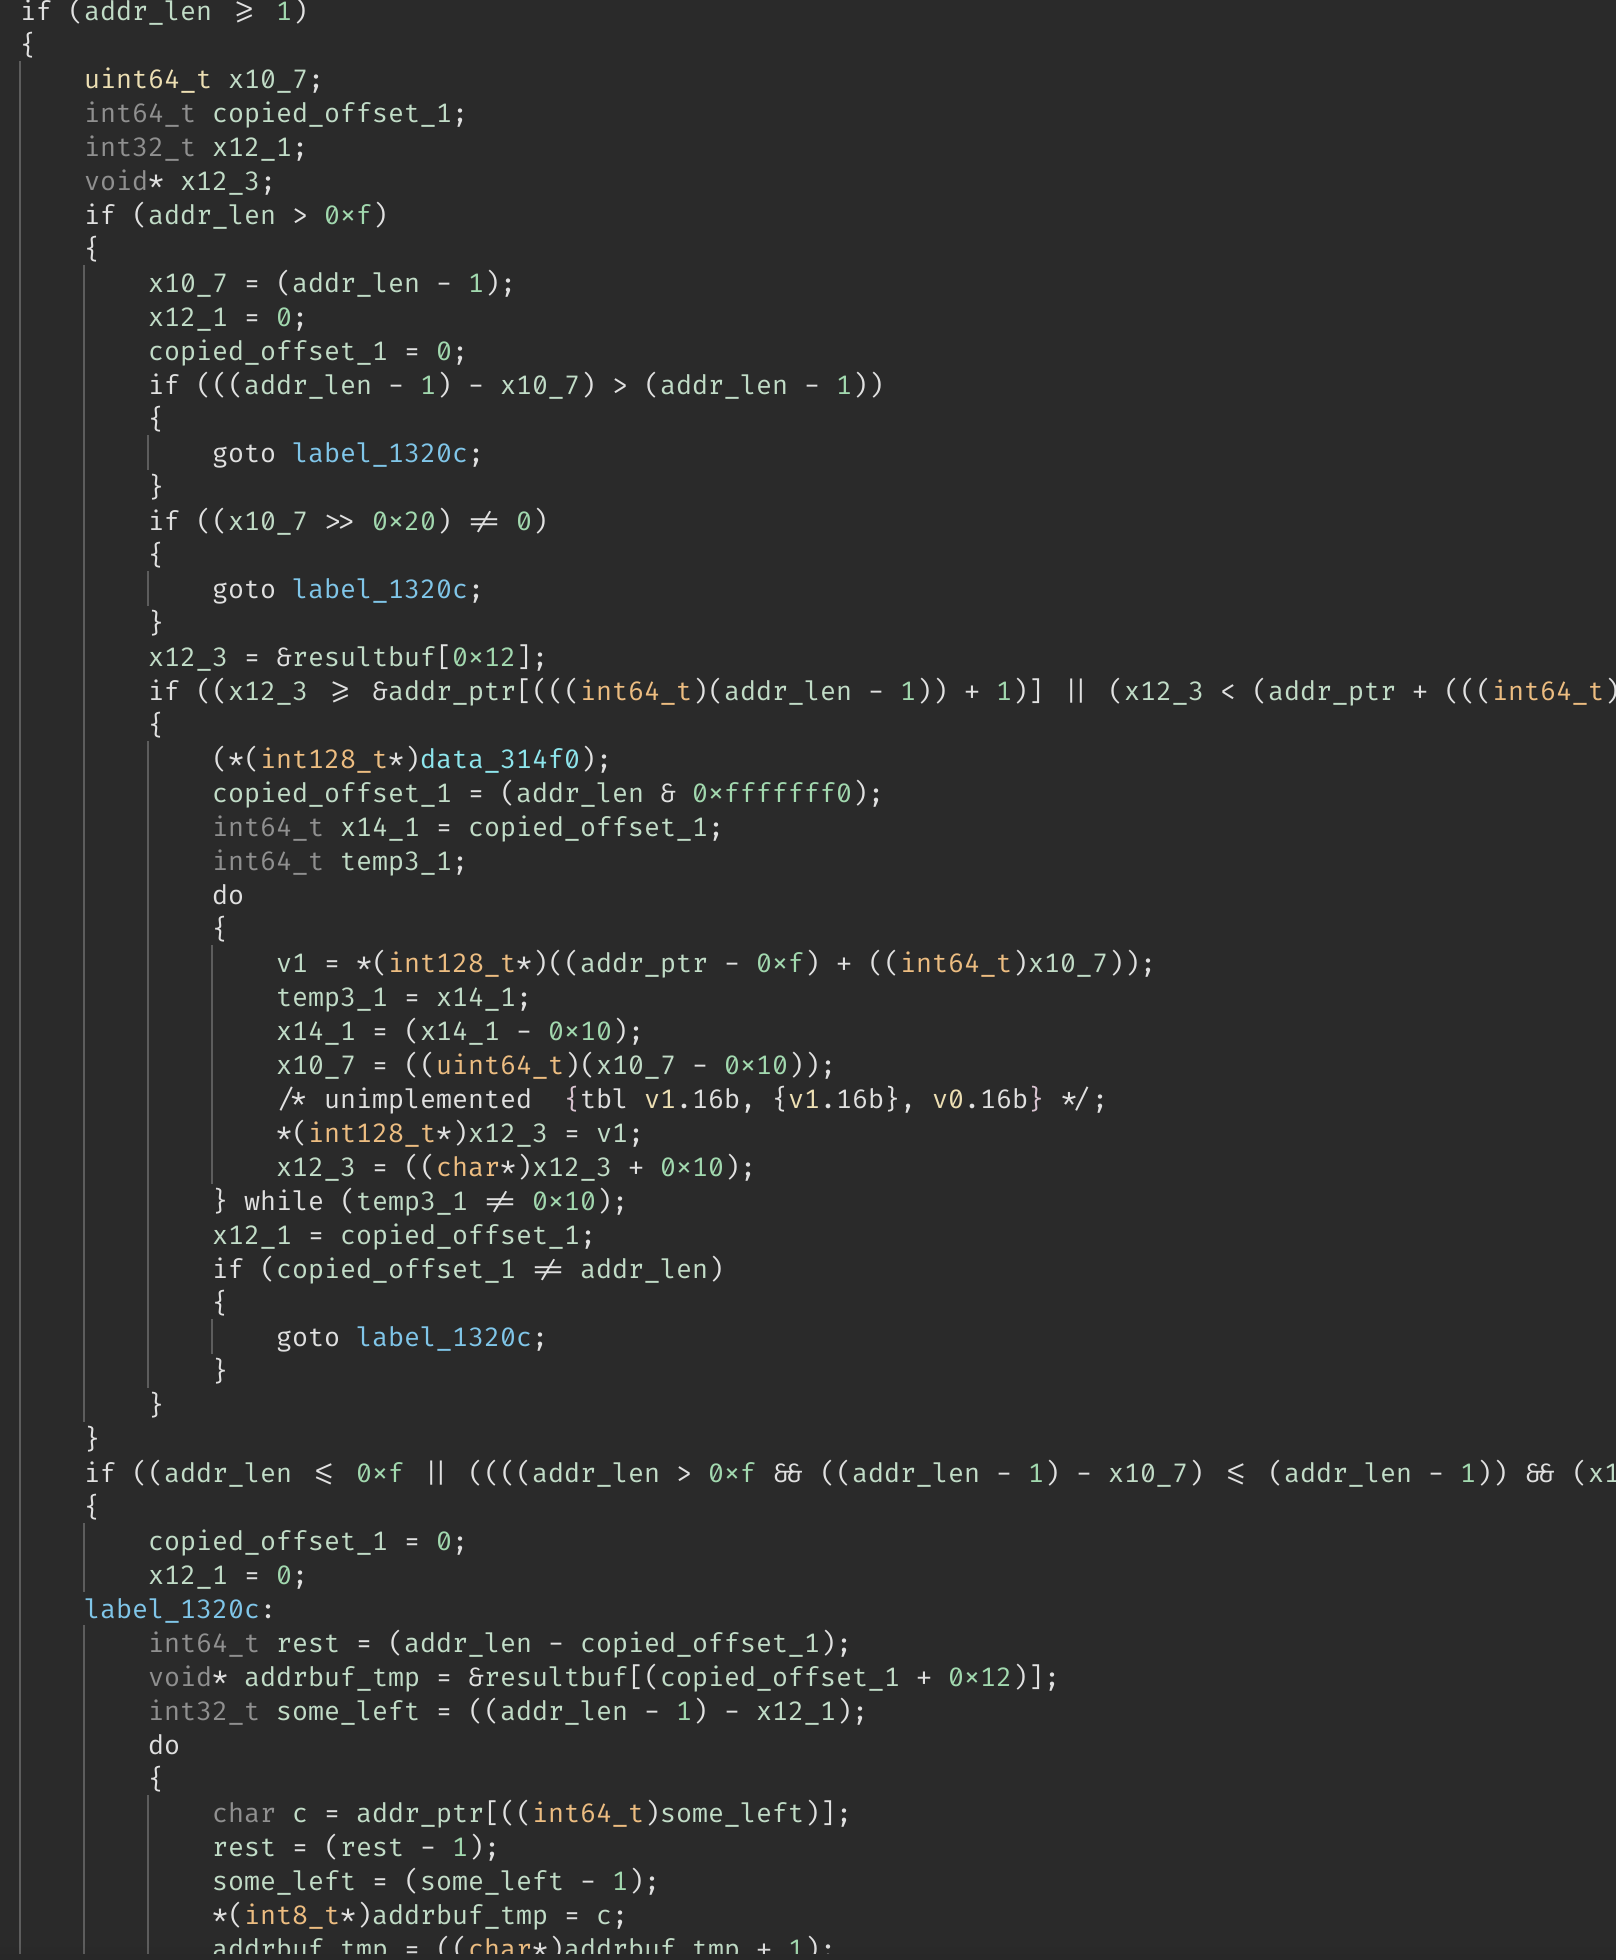 if (addr_len ⩾ 1)
{
uint64_t x10_7;
int64_t copied_offset_1;
int32_t x12_1;
void* x12_3;
if (addr_len > 0×f)
{
x10_7 = (addr_len - 1);
x12_1 = 0;
copied_offset_1 = 0;
if (((addr_len - 1) - x10_7) > (addr_len - 1))
{
goto label_1320c;
}
if ((x10_7 >> 0×20) ≠ 0)
{
goto label_1320c;
}
x12_3 = &resultbuf[0×12];
if ((x12_3 ⩾ &addr_ptr[(((int64_t)(addr_len - 1)) + 1)] || (x12_3 < (addr_ptr + (((int64_t)
{
(*(int128_t*)data_314f0);
copied_offset_1 = (addr_len & 0×fffffff0);
int64_t x14_1 = copied_offset_1;
int64_t temp3_1;
do
{
v1 = *(int128_t*)((addr_ptr - 0×f) + ((int64_t)x10_7));
temp3_1 = x14_1;
x14_1 = (x14_1 - 0×10);
x10_7 = ((uint64_t)(x10_7 - 0×10));
/* unimplemented  {tbl v1.16b, {v1.16b}, v0.16b} */;
*(int128_t*)x12_3 = v1;
x12_3 = ((char*)x12_3 + 0×10);
} while (temp3_1 ≠ 0×10);
x12_1 = copied_offset_1;
if (copied_offset_1 ≠ addr_len)
{
goto label_1320c;
}
}
}
if ((addr_len ⩽ 0×f || ((((addr_len > 0×f && ((addr_len - 1) - x10_7) ⩽ (addr_len - 1)) && (x1
{
copied_offset_1 = 0;
x12_1 = 0;
label_1320c:
int64_t rest = (addr_len - copied_offset_1);
void* addrbuf_tmp = &resultbuf[(copied_offset_1 + 0×12)];
int32_t some_left = ((addr_len - 1) - x12_1);
do
{
char c = addr_ptr[((int64_t)some_left)];
rest = (rest - 1);
some_left = (some_left - 1);
*(int8_t*)addrbuf_tmp = c;
addrbuf_tmp = ((char*)addrbuf_tmp + 1);